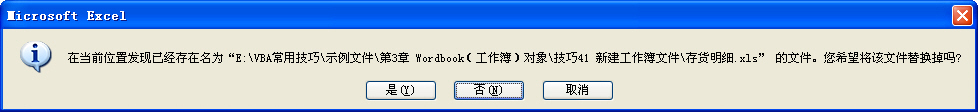 Microsoft Excel
在当前位置发现已经存在名为“E:\VBA常用技巧\示例文件\第3章 Wordbook(工作簿)对象\技巧41 新建工作簿文件\存货明细.xls” 的文件。您希望将该文件替换掉吗?
是(Y) 否(N) 取消